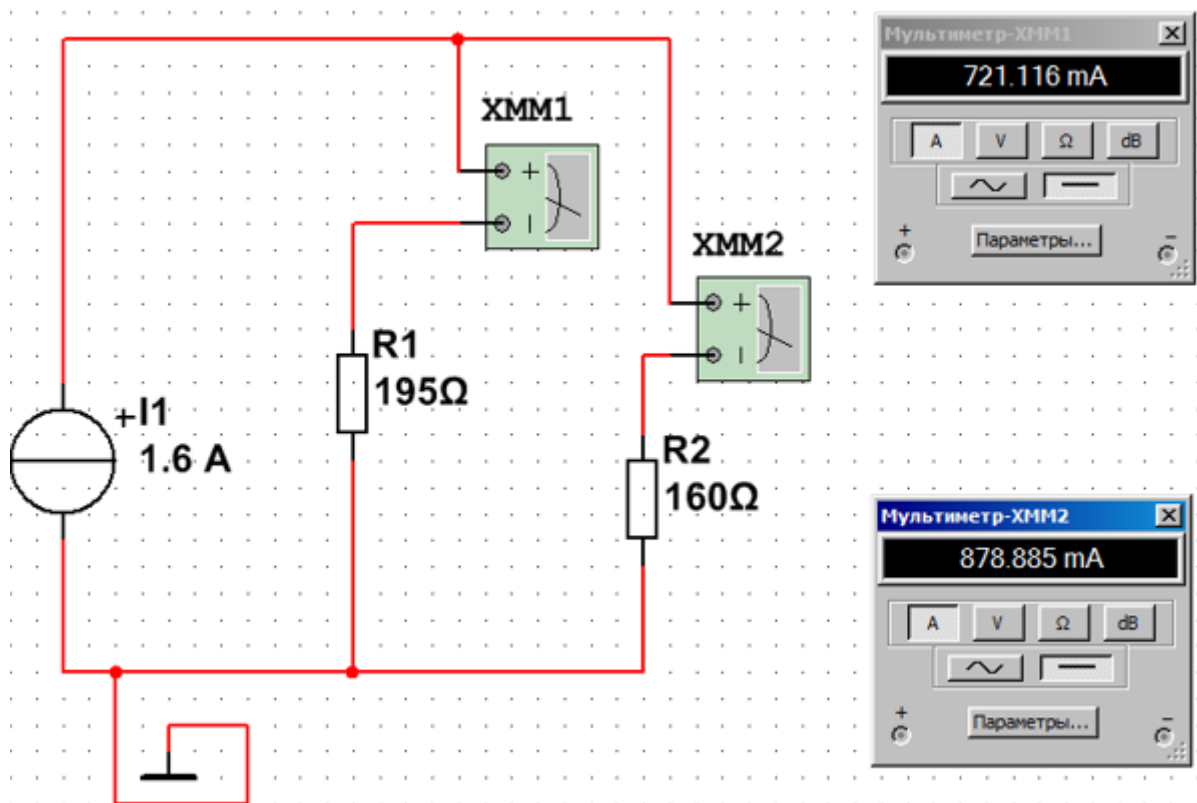 XMM1
XMM2
R1
195Ω
+I1
1.6 A
R2
160Ω
Мультиметр-XMM1
721.116 mA
A V Ω dB
+ Параметры... -
Мультиметр-XMM2
878.885 mA
A V Ω dB
+ Параметры... -